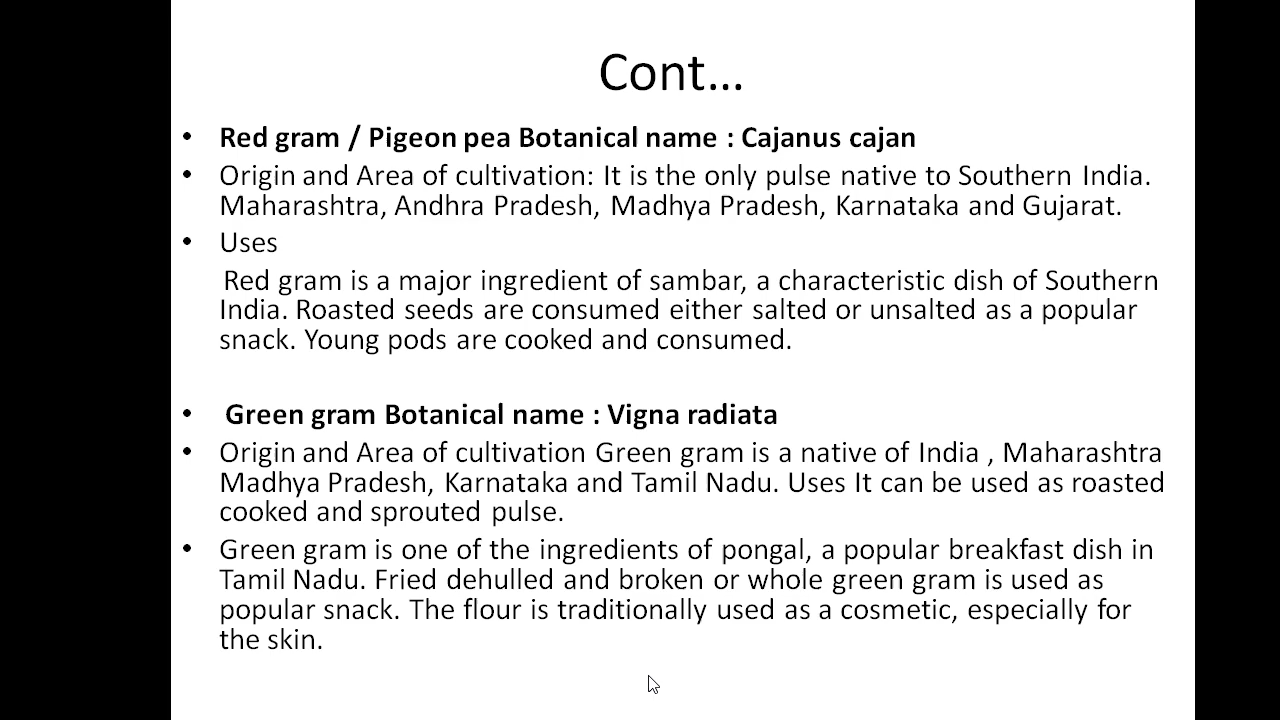 Cont...
• Red gram / Pigeon pea Botanical name : Cajanus cajan
• Origin and Area of cultivation: It is the only pulse native to Southern India.
Maharashtra, Andhra Pradesh, Madhya Pradesh, Karnataka and Gujarat.
• Uses
Red gram is a major ingredient of sambar, a characteristic dish of Southern
India. Roasted seeds are consumed either salted or unsalted as a popular
snack. Young pods are cooked and consumed.
• Green gram Botanical name : Vigna radiata
• Origin and Area of cultivation Green gram is a native of India , Maharashtra
Madhya Pradesh, Karnataka and Tamil Nadu. Uses It can be used as roasted
cooked and sprouted pulse.
• Green gram is one of the ingredients of pongal, a popular breakfast dish in
Tamil Nadu. Fried dehulled and broken or whole green gram is used as
popular snack. The flour is traditionally used as a cosmetic, especially for
the skin.